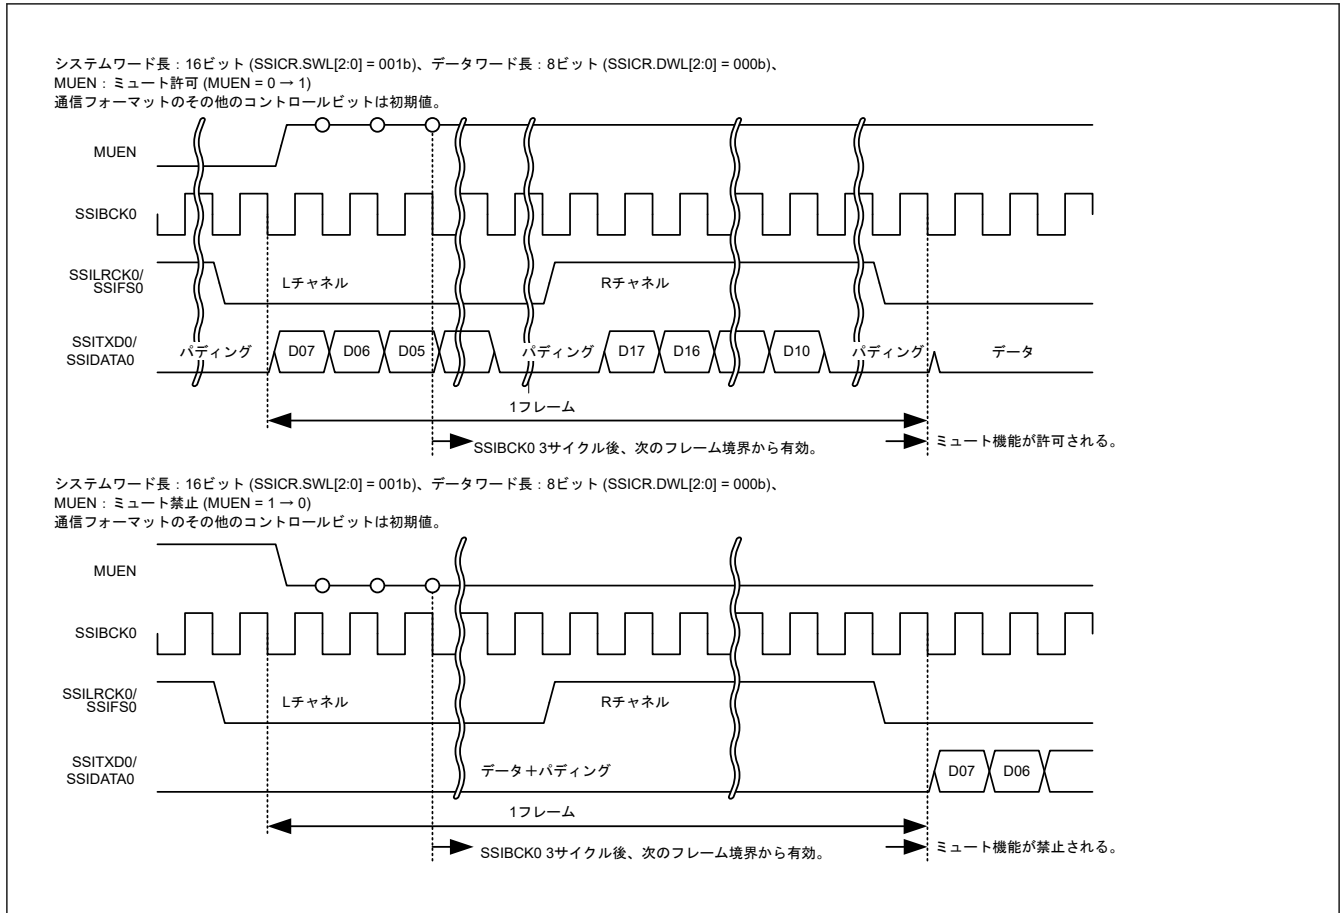 システムワード長：16ビット (SSICR.SWL[2:0] = 001b)、データワード長：8ビット (SSICR.DWL[2:0] = 000b)、
MUEN：ミュート許可 (MUEN = 0 → 1)
通信フォーマットのその他のコントロールビットは初期値。
MUEN
SSIBCK0
SSILRCK0/
SSIFS0
Lチャネル
Rチャネル
SSITXD0/
SSIDATA0
パディング
D07
D06
D05
パディング
D17
D16
D10
パディング
データ
1フレーム
SSIBCK0 3サイクル後、次のフレーム境界から有効。
ミュート機能が許可される。
システムワード長：16ビット (SSICR.SWL[2:0] = 001b)、データワード長：8ビット (SSICR.DWL[2:0] = 000b)、
MUEN：ミュート禁止 (MUEN = 1 → 0)
通信フォーマットのその他のコントロールビットは初期値。
MUEN
SSIBCK0
SSILRCK0/
SSIFS0
Lチャネル
Rチャネル
SSITXD0/
SSIDATA0
データ＋パディング
D07
D06
1フレーム
SSIBCK0 3サイクル後、次のフレーム境界から有効。
ミュート機能が禁止される。